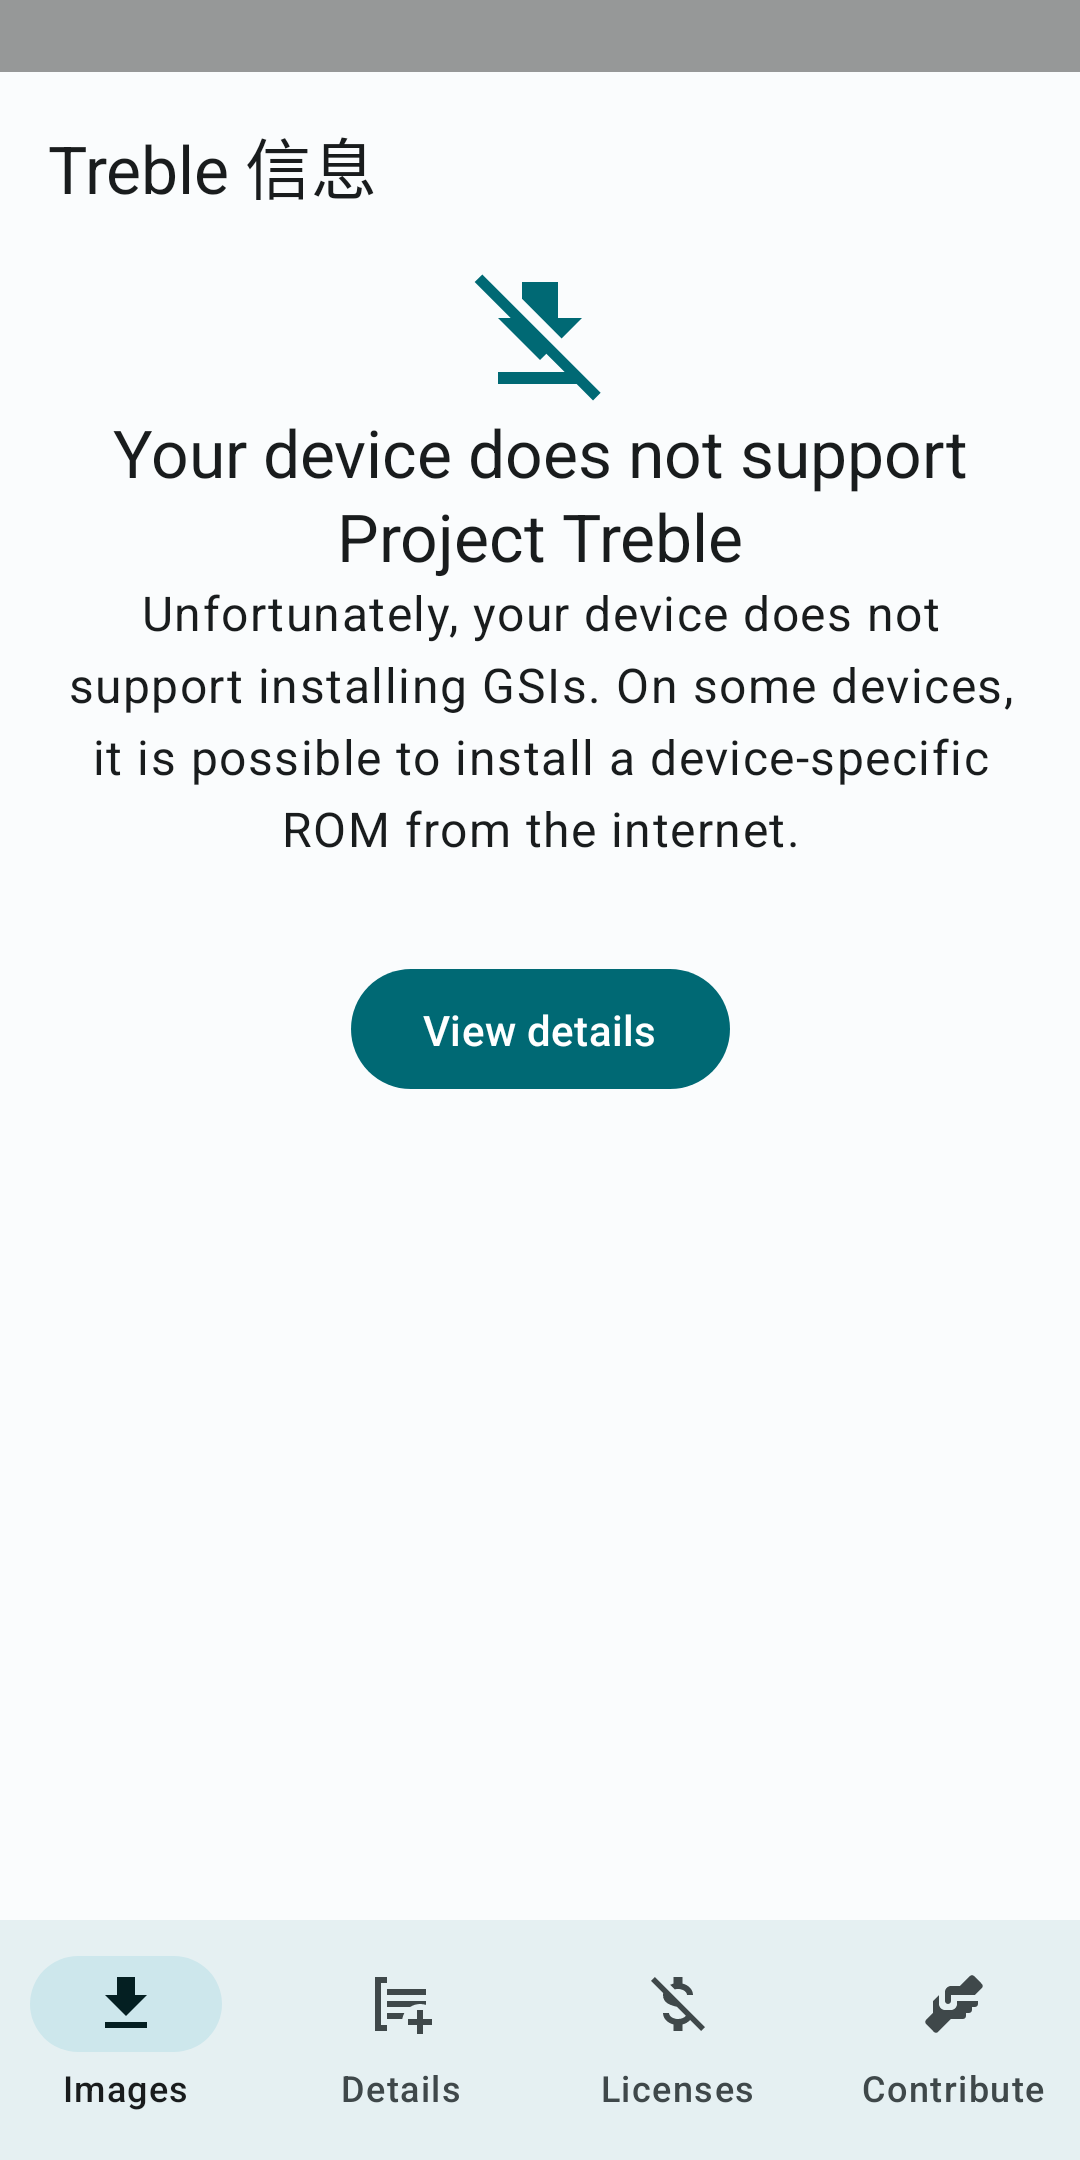 Treble 信息
Your device does not support
Project Treble
Unfortunately, your device does not
support installing GSIs. On some devices,
it is possible to install a device-specific
ROM from the internet.
View details
Images
Details
Licenses
Contribute